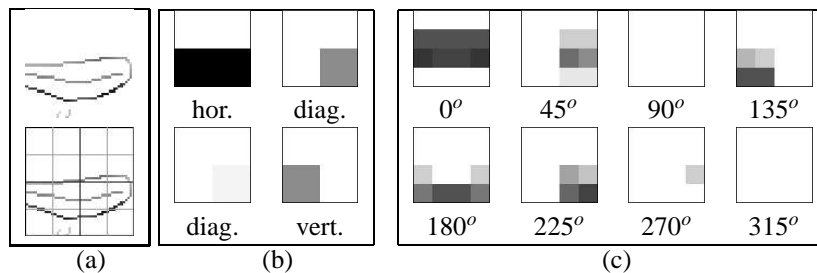 hor. diag.
0° 45° 90° 135°
diag. vert.
180° 225° 270° 315°
(a) (b) (c)